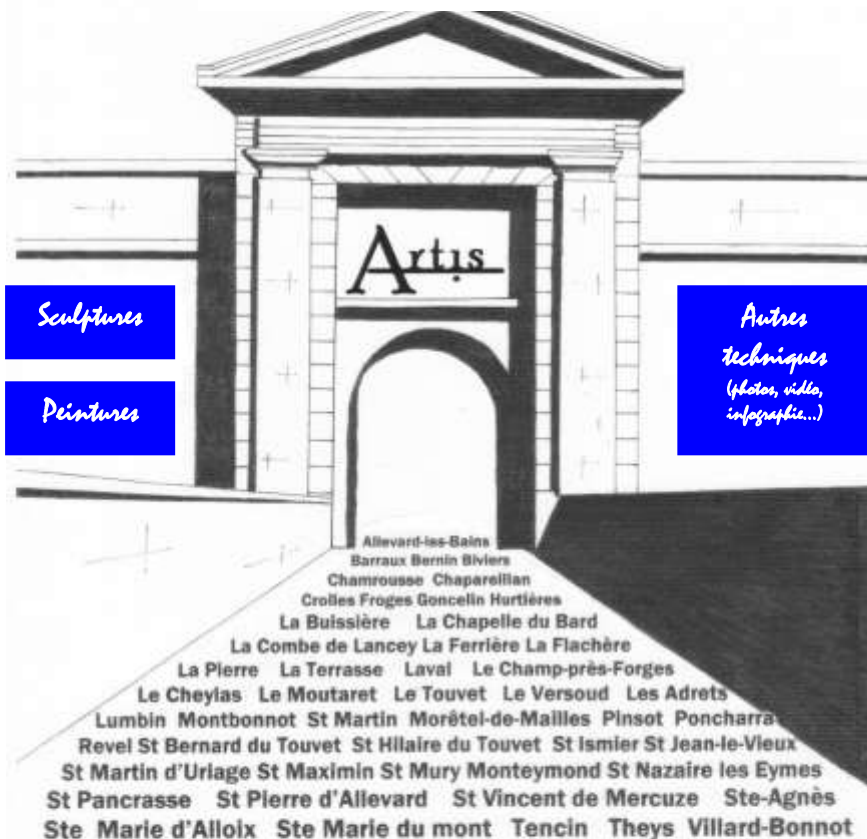 Artis
Sculptures
Peintures
Autres
techniques
(photos, vidéo,
infographie...)
Allevard-les-Bains
Barraux Bernin Biviers
Chamrousse Chapareillan
Crolles Froges Goncelin Hurtières
La Buissière La Chapelle du Bard
La Combe de Lancey La Ferrière La Flachère
La Pierre La Terrasse Laval Le Champ-près-Forges
Le Cheylas Le Moutaret Le Touvet Le Versoud Les Adrets
Lumbin Montbonnot St Martin Morêtel-de-Mailles Pinsot Poncharra
Revel St Bernard du Touvet St Hilaire du Touvet St Ismier St Jean-le-Vieux
St Martin d'Uriage St Maximin St Mury Monteymond St Nazaire les Eymes
St Pancrasse St Pierre d'Allevard St Vincent de Mercuze Ste-Agnès
Ste Marie d'Alloix Ste Marie du mont Tencin Theys Villard-Bonnot